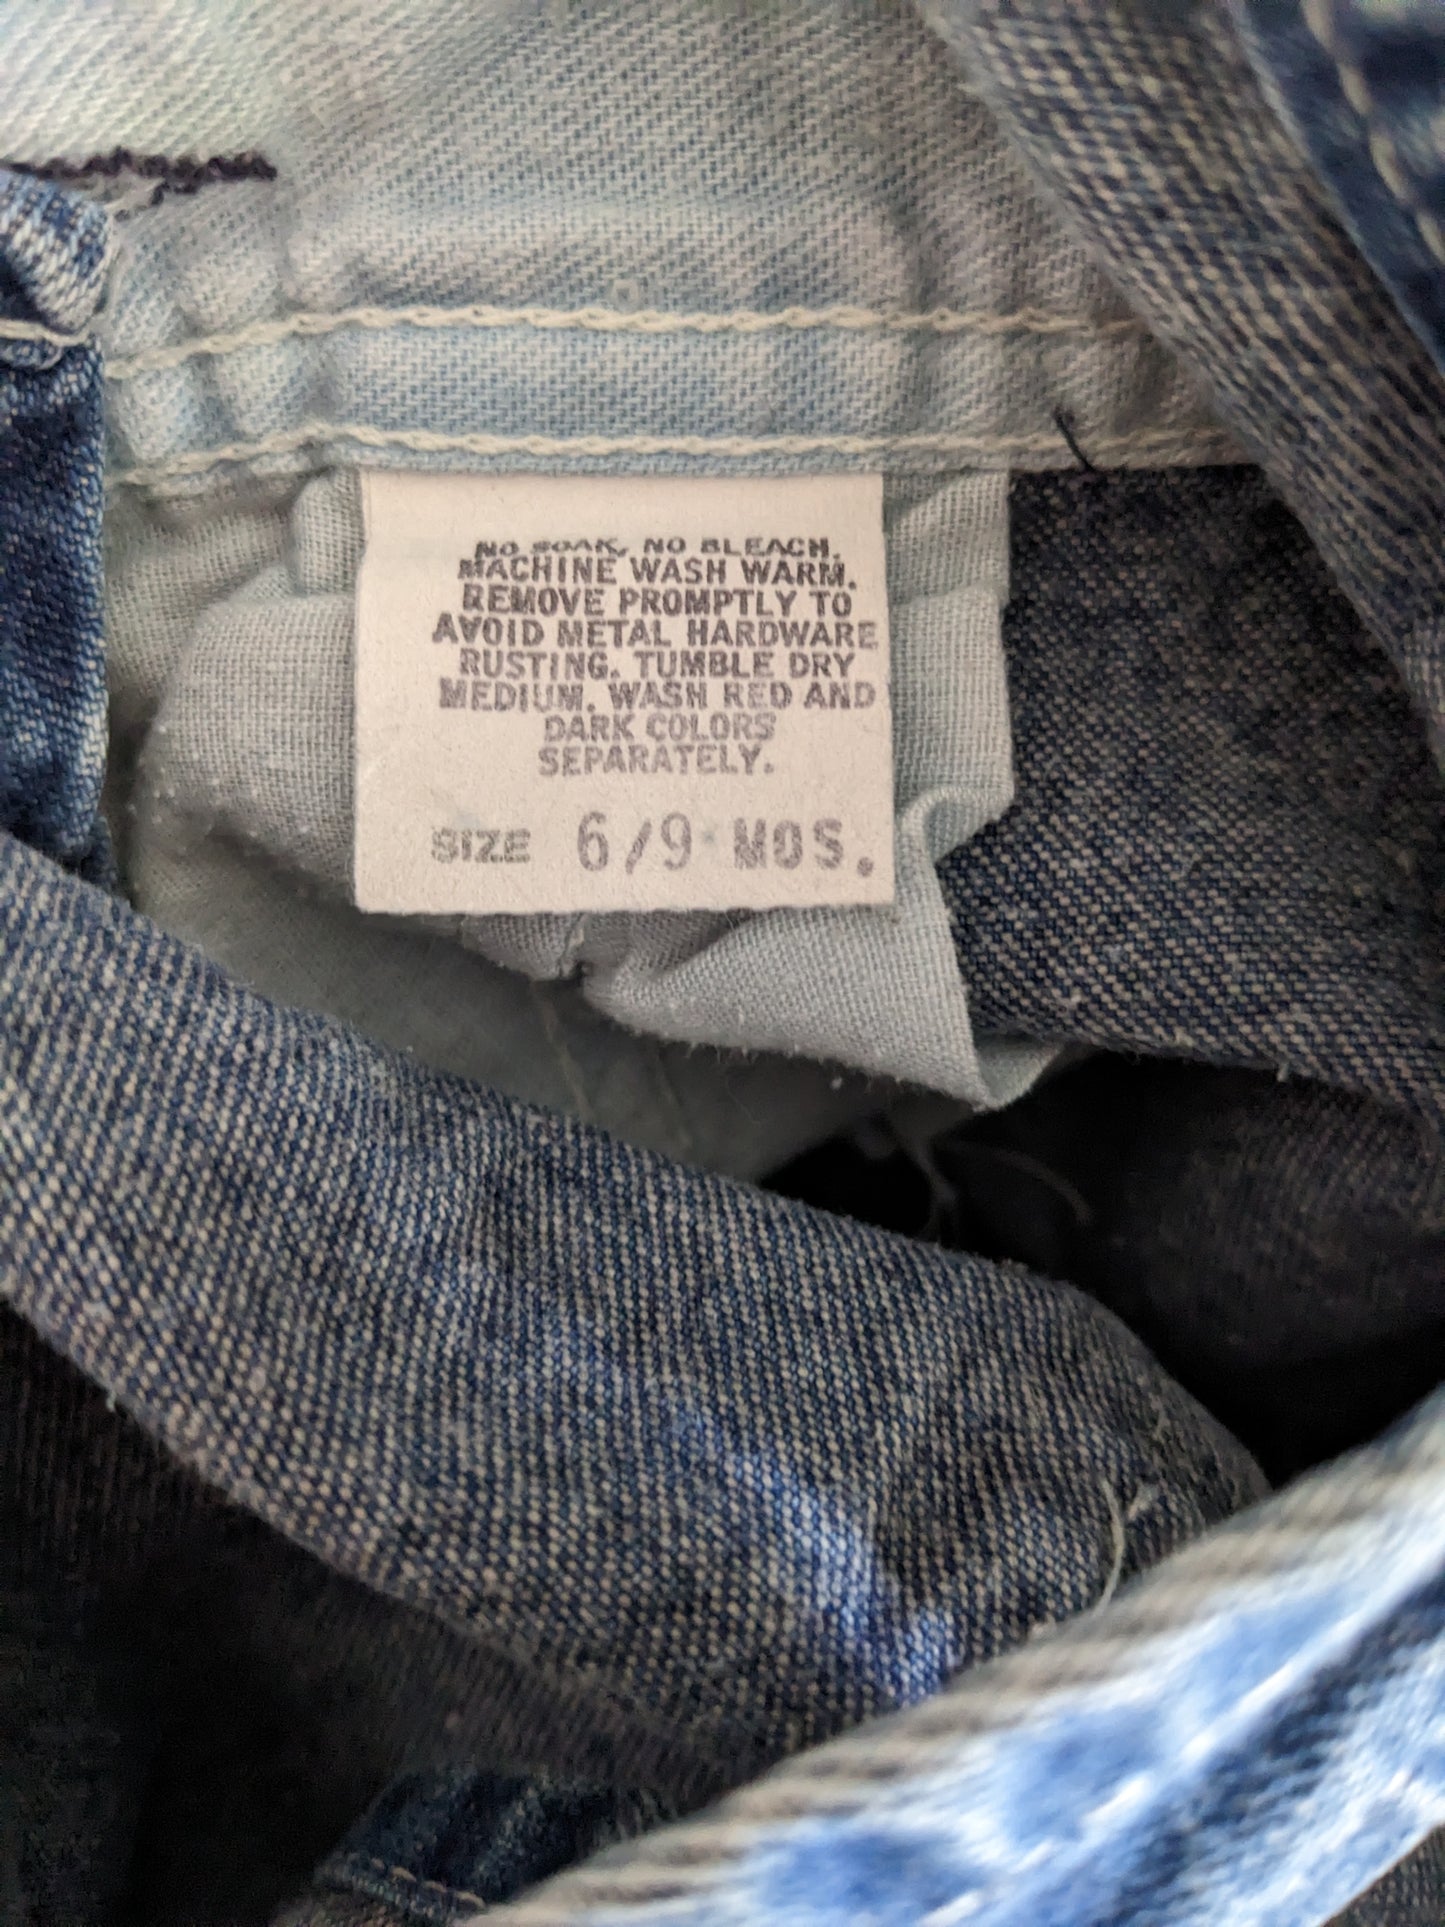 NO SOAK, NO BLEACH.
MACHINE WASH WARM.
REMOVE PROMPTLY TO
AVOID METAL HARDWARE
RUSTING. TUMBLE DRY
MEDIUM. WASH RED AND
DARK COLORS
SEPARATELY.
SIZE 6/9 MOS.